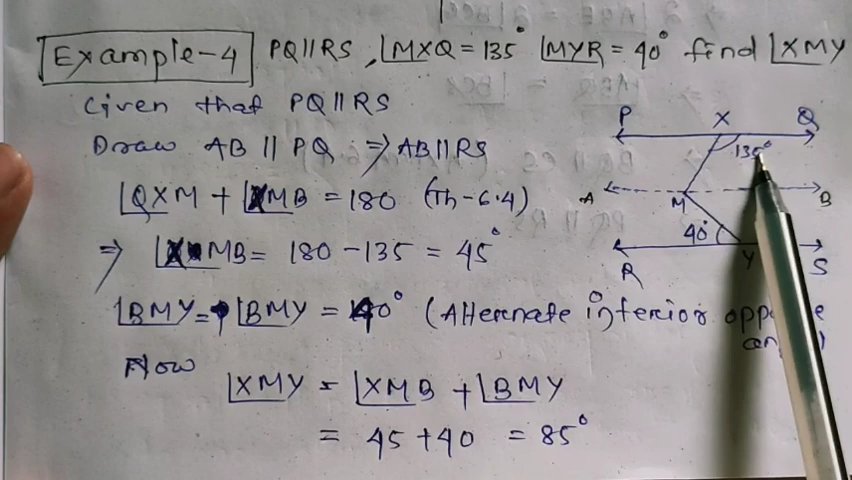 Example-4 PQ||RS, ∠MXQ = 135° ∠MYR = 40° find ∠XMY
Given that PQ||RS
Draw AB || PQ ⇒ AB||RS
∠QXM + ∠XMB = 180 (Th-6.4)
⇒ ∠XMB = 180 - 135 = 45°
∠BMY = ∠BMY = 40° (Alternate interior
Now
∠XMY = ∠XMB + ∠BMY
= 45 + 40 = 85°
P X Q
135°
A M B
40°
R Y S